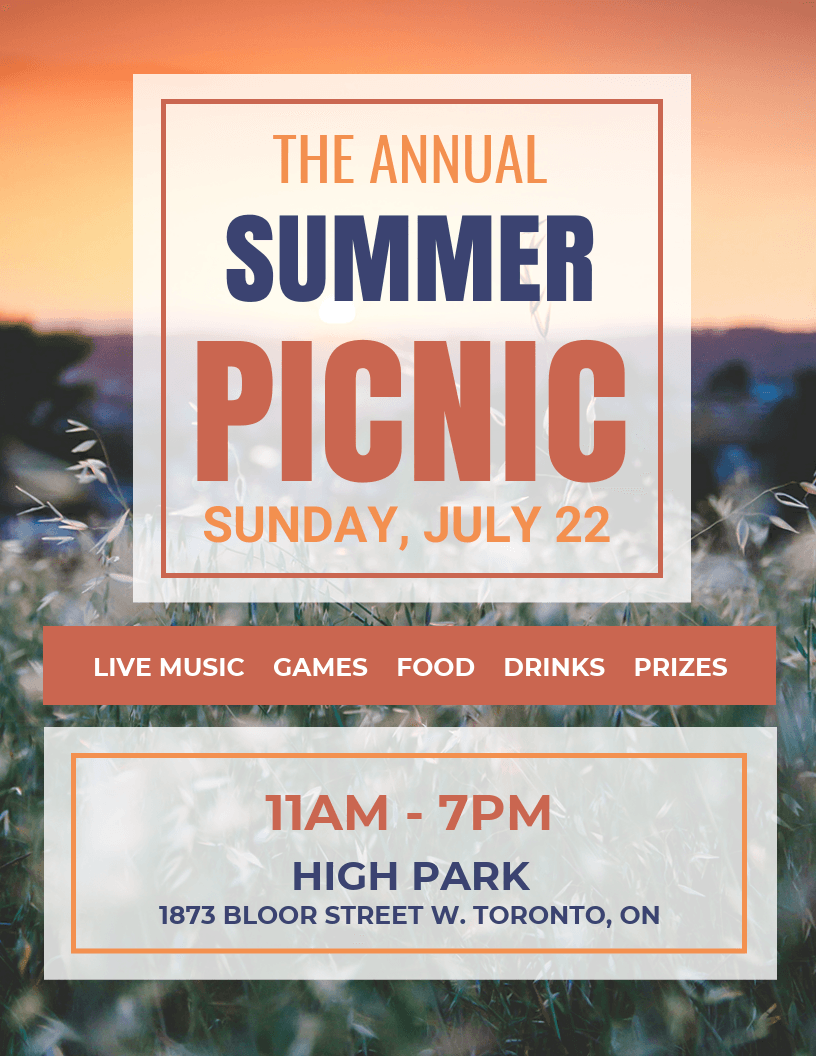 THE ANNUAL
SUMMER
PICNIC
SUNDAY, JULY 22
LIVE MUSIC GAMES FOOD DRINKS PRIZES
11AM - 7PM
HIGH PARK
1873 BLOOR STREET W. TORONTO, ON